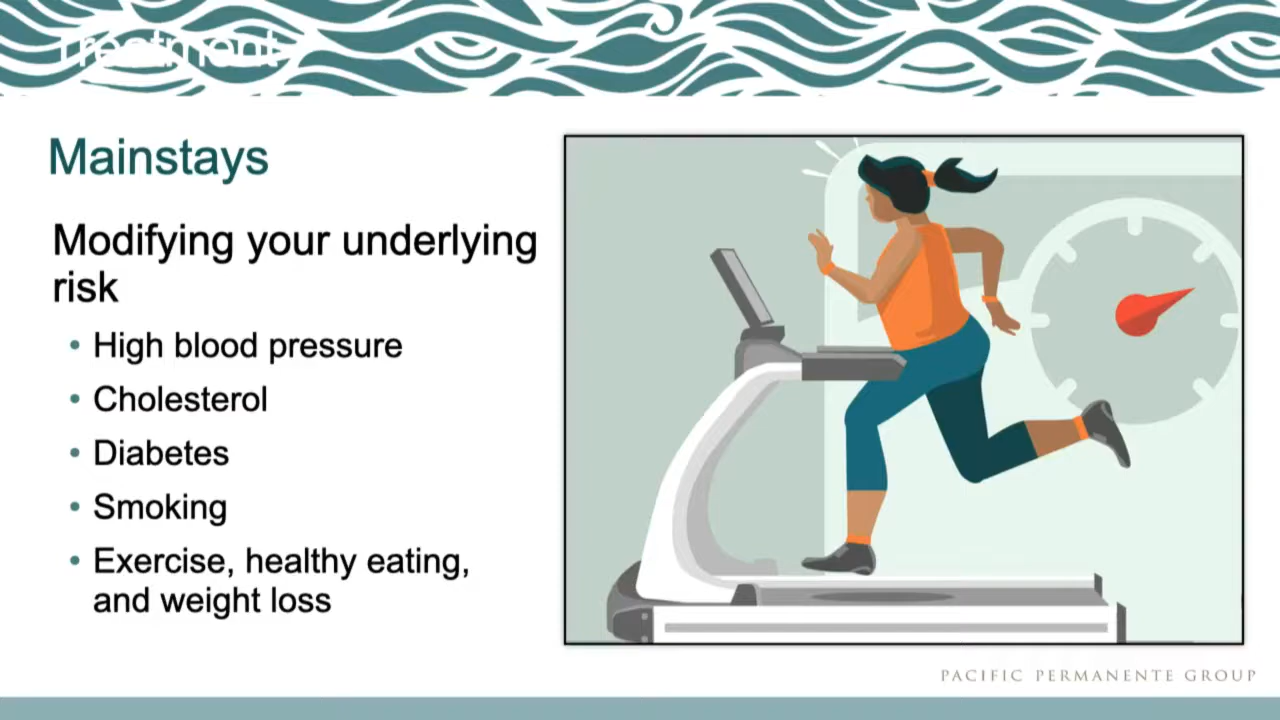 Treatment
Mainstays
Modifying your underlying
risk
• High blood pressure
• Cholesterol
• Diabetes
• Smoking
• Exercise, healthy eating,
and weight loss
PACIFIC PERMANENTE GROUP